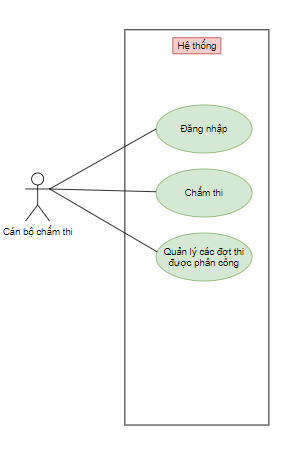 Hệ thống
Đăng nhập
Chấm thi
Cán bộ chấm thi
Quản lý các đợt thi
được phân công